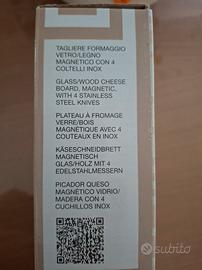 TAGLIERE FORMAGGIO
VETRO/LEGNO
MAGNETICO CON 4
COLTELLI INOX
GLASS/WOOD CHEESE
BOARD, MAGNETIC,
WITH 4 STAINLESS
STEEL KNIVES
PLATEAU À FROMAGE
VERRE/BOIS
MAGNÉTIQUE AVEC 4
COUTEAUX EN INOX
KÄSESCHNEIDBRETT
MAGNETISCH
GLAS/HOLZ MIT 4
EDELSTAHLMESSERN
PICADOR QUESO
MAGNÉTICO VIDRIO/
MADERA CON 4
CUCHILLOS INOX
subito